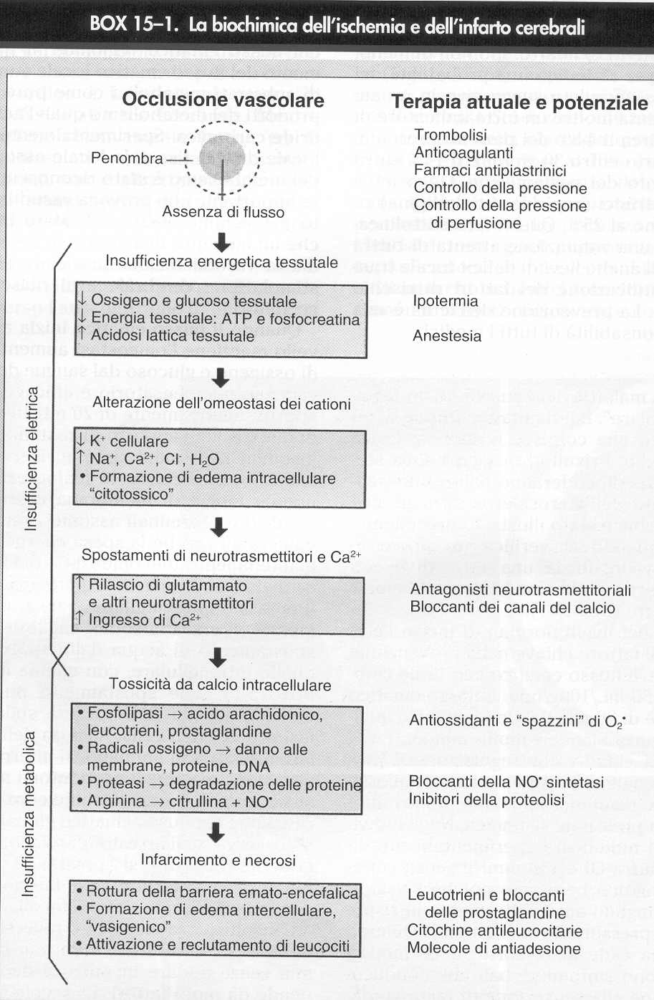 BOX 15–1. La biochimica dell'ischemia e dell'infarto cerebrali
Occlusione vascolare
Terapia attuale e potenziale
Penombra
Assenza di flusso
Trombolisi
Anticoagulanti
Farmaci antipiastrinici
Controllo della pressione
Controllo della pressione
di perfusione
Insufficienza elettrica
Insufficienza energetica tessutale
↓ Ossigeno e glucoso tessutale
↓ Energia tessutale: ATP e fosfocreatina
↑ Acidosi lattica tessutale
Ipotermia
Anestesia
Alterazione dell'omeostasi dei cationi
↓ K⁺ cellulare
↑ Na⁺, Ca²⁺, Cl⁻, H₂O
• Formazione di edema intracellulare
"citotossico"
Spostamenti di neurotrasmettitori e Ca²⁺
↑ Rilascio di glutammato
e altri neurotrasmettitori
↑ Ingresso di Ca²⁺
Antagonisti neurotrasmettitoriali
Bloccanti dei canali del calcio
Insufficienza metabolica
Tossicità da calcio intracellulare
• Fosfolipasi → acido arachidonico,
leucotrieni, prostaglandine
• Radicali ossigeno → danno alle
membrane, proteine, DNA
• Proteasi → degradazione delle proteine
• Arginina → citrullina + NO•
Antiossidanti e "spazzini" di O₂•
Bloccanti della NO• sintetasi
Inibitori della proteolisi
Infarcimento e necrosi
• Rottura della barriera emato-encefalica
• Formazione di edema intercellulare,
"vasigenico"
• Attivazione e reclutamento di leucociti
Leucotrieni e bloccanti
delle prostaglandine
Citochine antileucocitarie
Molecole di antiadesione